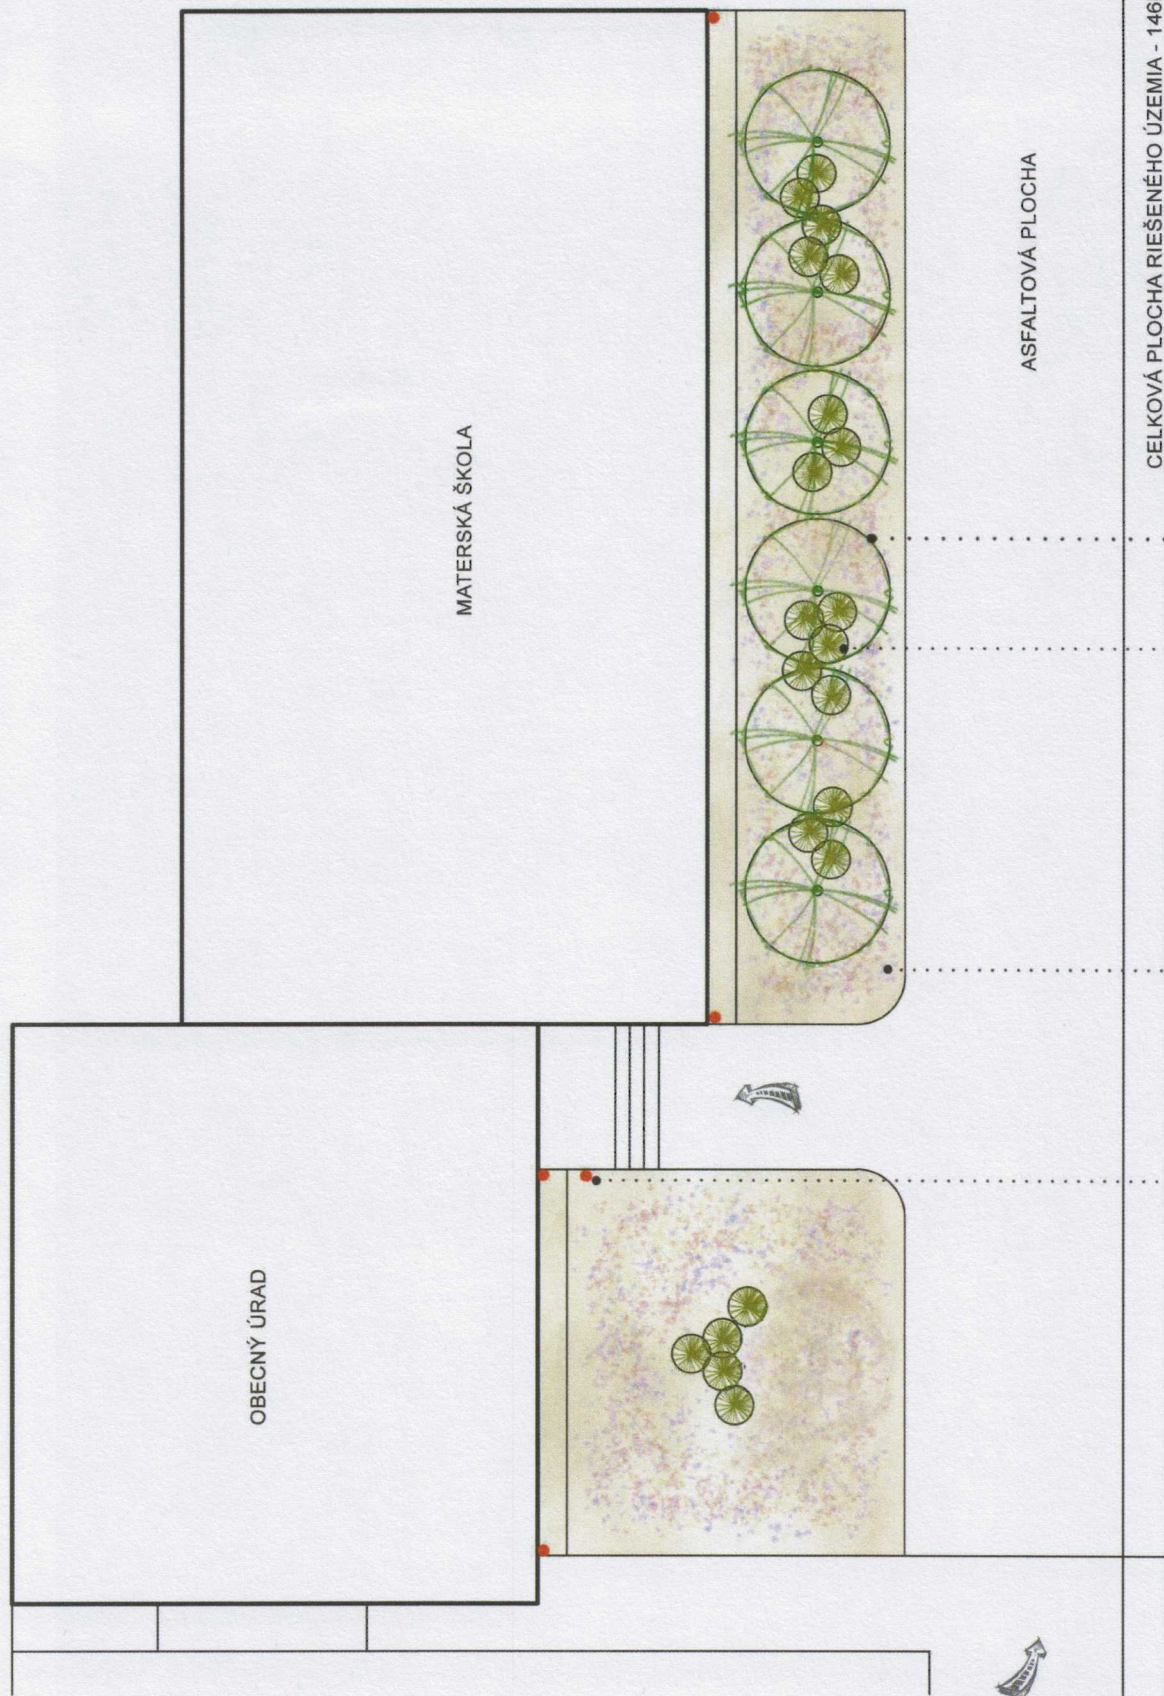 MATERSKÁ ŠKOLA
OBECNÝ ÚRAD
ASFALTOVÁ PLOCHA
CELKOVÁ PLOCHA RIEŠENÉHO ÚZEMIA - 146